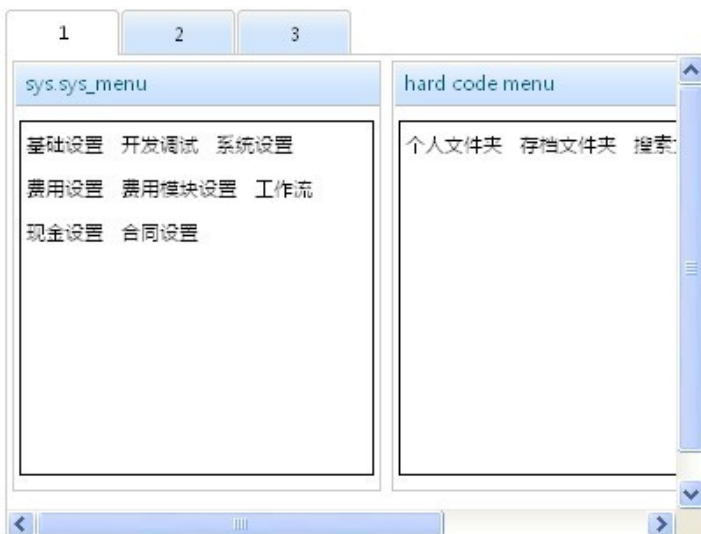 1 2 3
sys.sys_menu
基础设置 开发调试 系统设置
费用设置 费用模块设置 工作流
现金设置 合同设置
hard code menu
个人文件夹 存档文件夹 搜索